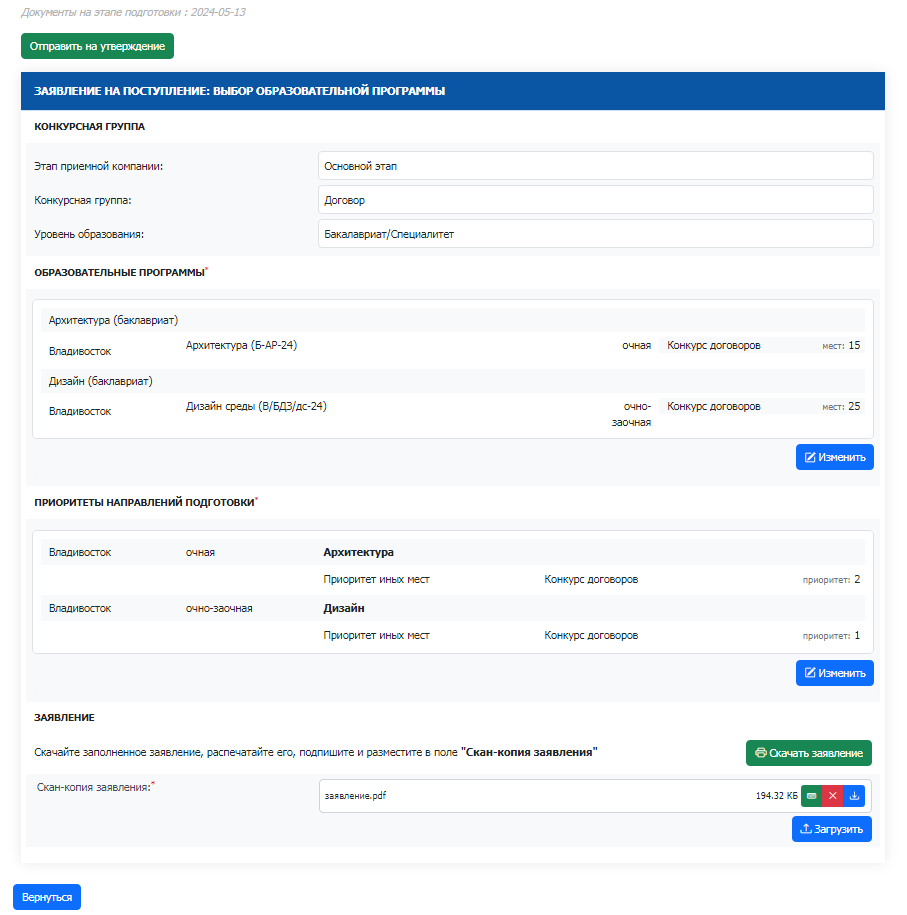 Документы на этапе подготовки : 2024-05-13
Отправить на утверждение
ЗАЯВЛЕНИЕ НА ПОСТУПЛЕНИЕ: ВЫБОР ОБРАЗОВАТЕЛЬНОЙ ПРОГРАММЫ
КОНКУРСНАЯ ГРУППА
Этап приемной компании: Основной этап
Конкурсная группа: Договор
Уровень образования: Бакалавриат/Специалитет
ОБРАЗОВАТЕЛЬНЫЕ ПРОГРАММЫ*
Архитектура (баклавриат)
Владивосток Архитектура (Б-АР-24) очная Конкурс договоров мест: 15
Дизайн (баклавриат)
Владивосток Дизайн среды (В/БДЗ/дс-24) очно-заочная Конкурс договоров мест: 25
Изменить
ПРИОРИТЕТЫ НАПРАВЛЕНИЙ ПОДГОТОВКИ*
Владивосток очная Архитектура
Приоритет иных мест Конкурс договоров приоритет: 2
Владивосток очно-заочная Дизайн
Приоритет иных мест Конкурс договоров приоритет: 1
Изменить
ЗАЯВЛЕНИЕ
Скачайте заполненное заявление, распечатайте его, подпишите и разместите в поле "Скан-копия заявления" Скачать заявление
Скан-копия заявления:* заявление.pdf 194.32 КБ
Загрузить
Вернуться